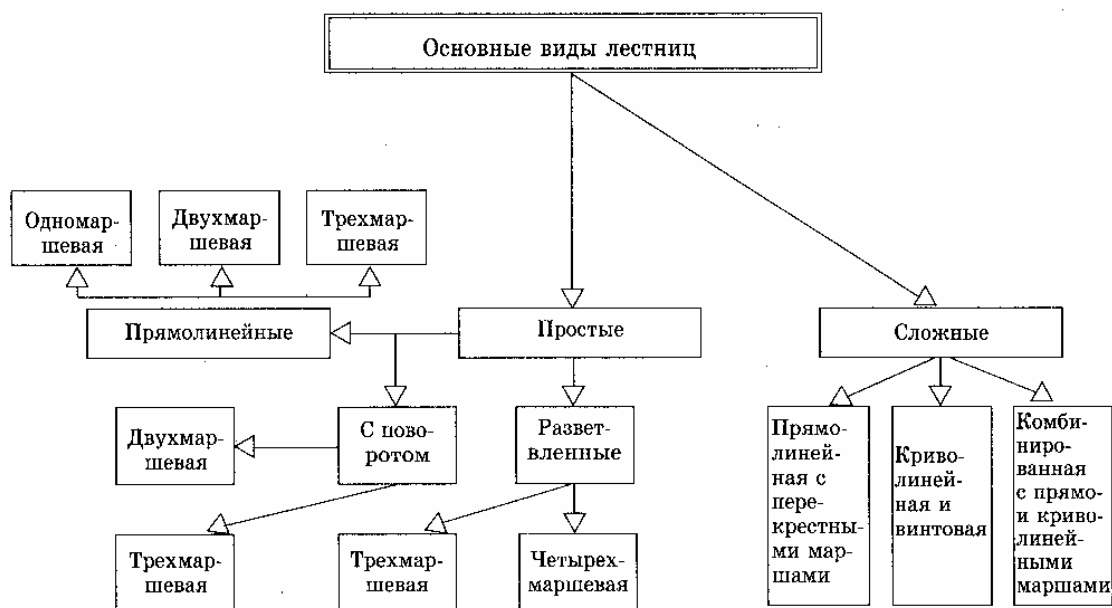 Основные виды лестниц
Одномар-
шевая
Двухмар-
шевая
Трехмар-
шевая
Прямолинейные
Простые
Сложные
Двухмар-
шевая
С пово-
ротом
Развет-
вленные
Прямо-
линей-
ная с
пере-
крестны-
ми мар-
шами
Криво-
линей-
ная и
винтовая
Комби-
нирo-
ванная
с прямо-
и криво-
линей-
ными
маршами
Трехмар-
шевая
Трехмар-
шевая
Четырех-
маршевая